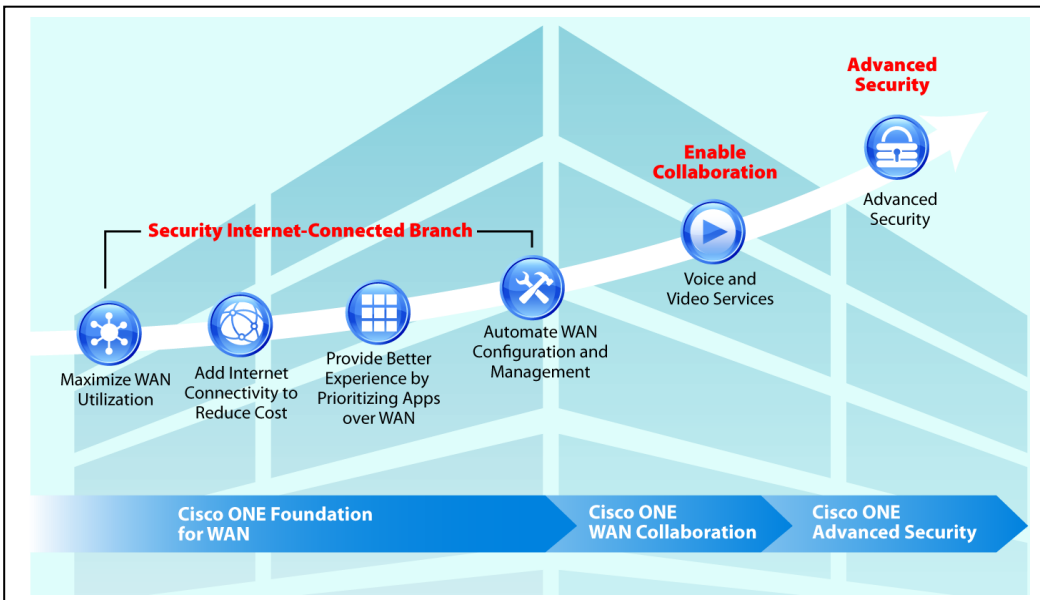 Advanced
Security
Enable
Collaboration
Security Internet-Connected Branch
Advanced
Security
Voice and
Video Services
Automate WAN
Configuration and
Management
Provide Better
Experience by
Prioritizing Apps
over WAN
Add Internet
Connectivity to
Reduce Cost
Maximize WAN
Utilization
Cisco ONE Foundation
for WAN
Cisco ONE
WAN Collaboration
Cisco ONE
Advanced Security